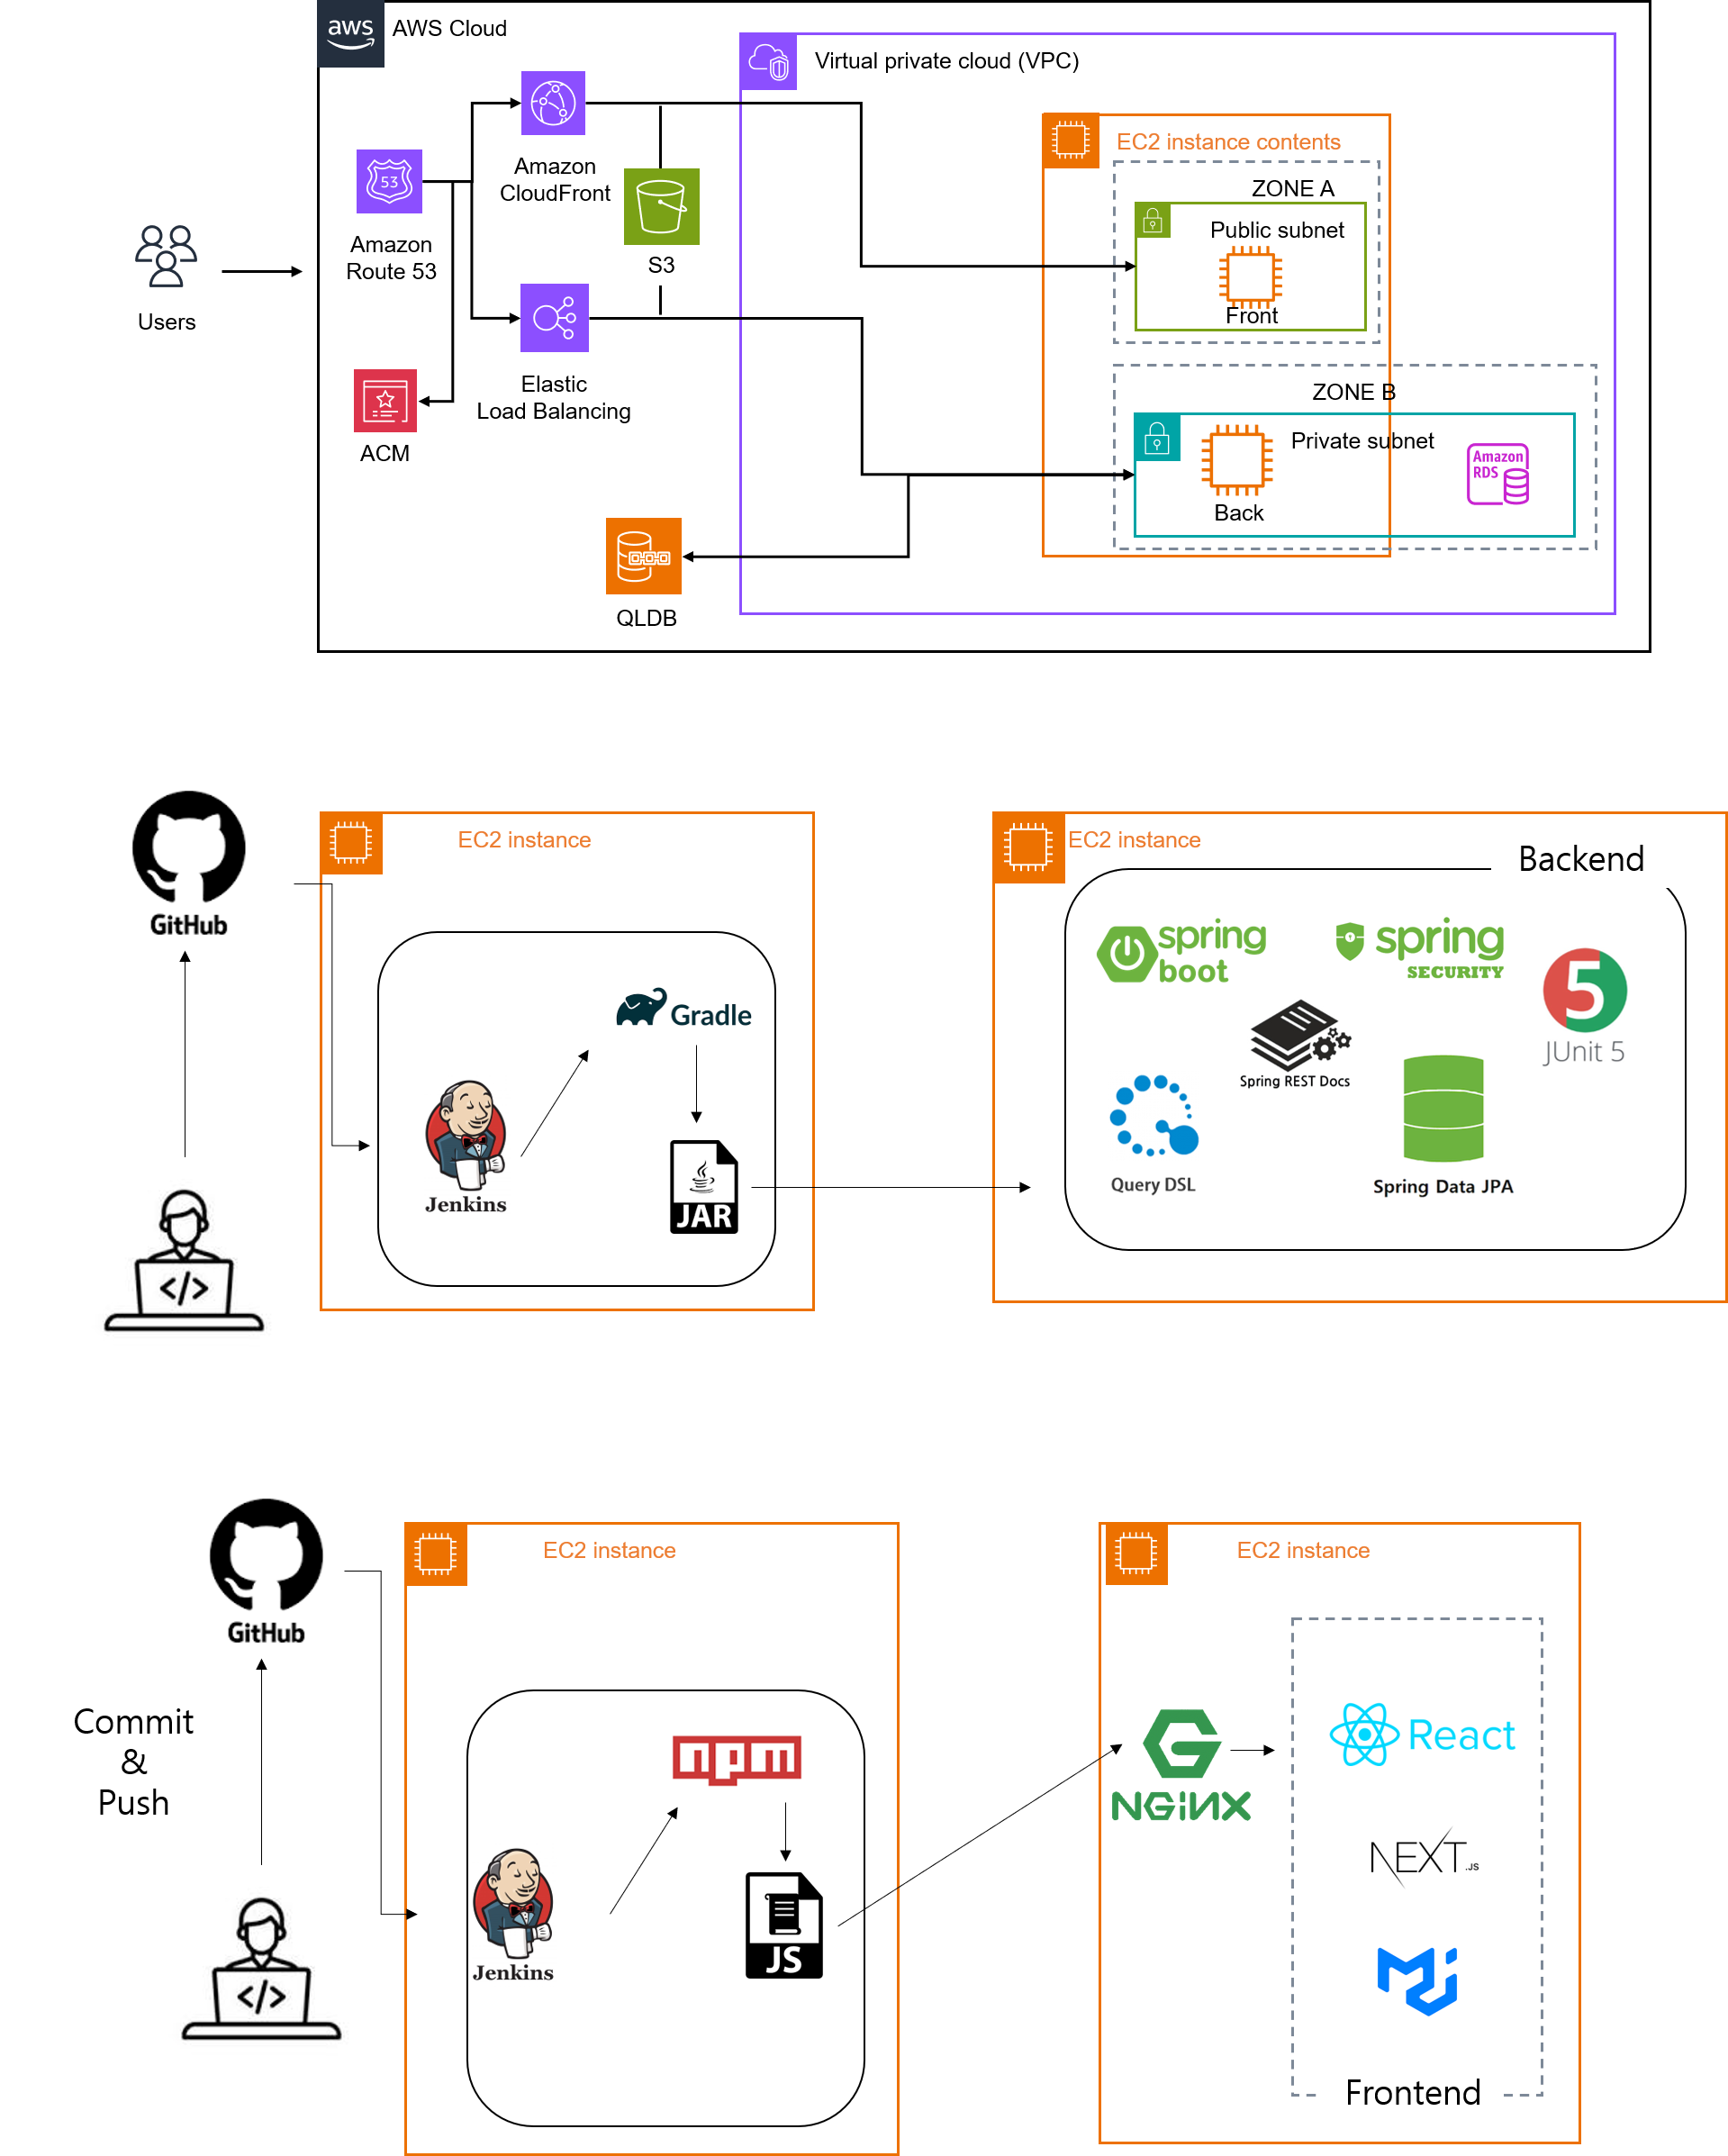 aws
AWS Cloud
Virtual private cloud (VPC)
EC2 instance contents
Amazon
CloudFront
53
Amazon
Route 53
S3
ZONE A
Public subnet
Front
Users
Elastic
Load Balancing
ACM
ZONE B
Private subnet
Amazon
RDS
Back
QLDB
GitHub
EC2 instance
Gradle
Jenkins
JAR
</>
EC2 instance
Backend
spring
boot
spring
SECURITY
5
JUnit 5
Spring REST Docs
Query DSL
Spring Data JPA
GitHub
Commit
&
Push
</>
EC2 instance
npm
Jenkins
JS
EC2 instance
G
NGiNX
React
NEXT.JS
Frontend